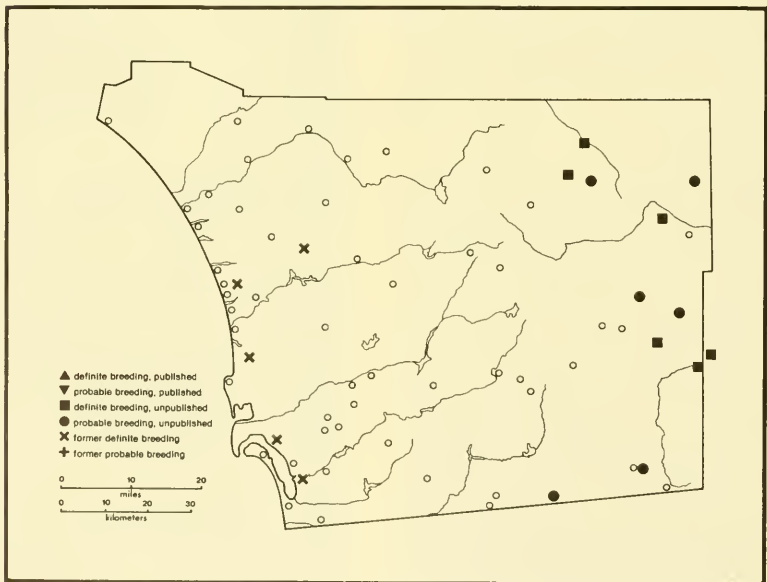 definite breeding, published
probable breeding, published
definite breeding, unpublished
probable breeding, unpublished
former definite breeding
former probable breeding
0 10 20
miles
0 10 20 30
kilometers